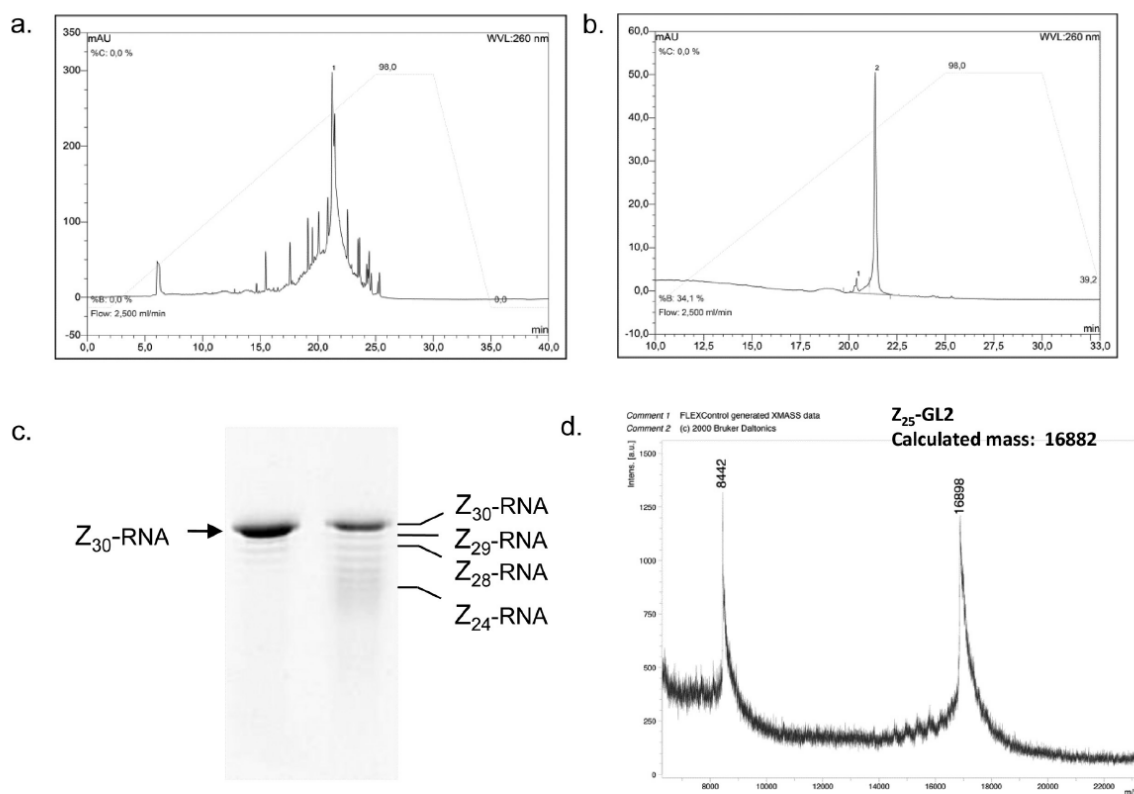 a.
mAU
WVL:260 nm
%C: 0,0 %
350
300
200
100
0
-50
1
98,0
%B: 0,0 %
0,0
Flow: 2,500 ml/min
min
0,0 5,0 10,0 15,0 20,0 25,0 30,0 35,0 40,0
b.
mAU
WVL:260 nm
%C: 0,0 %
60,0
50,0
40,0
30,0
20,0
10,0
0,0
-10,0
2
98,0
1
39,2
%B: 34,1 %
Flow: 2,500 ml/min
min
10,0 12,5 15,0 17,5 20,0 22,5 25,0 27,5 30,0 33,0
c.
Z30-RNA
Z30-RNA
Z29-RNA
Z28-RNA
Z24-RNA
d.
Comment 1 FLEXControl generated XMASS data
Comment 2 (c) 2000 Bruker Daltonics
Z25-GL2
Calculated mass: 16882
Intens. [a.u.]
1500
1250
1000
750
500
250
0
8442
16898
8000 10000 12000 14000 16000 18000 20000 22000